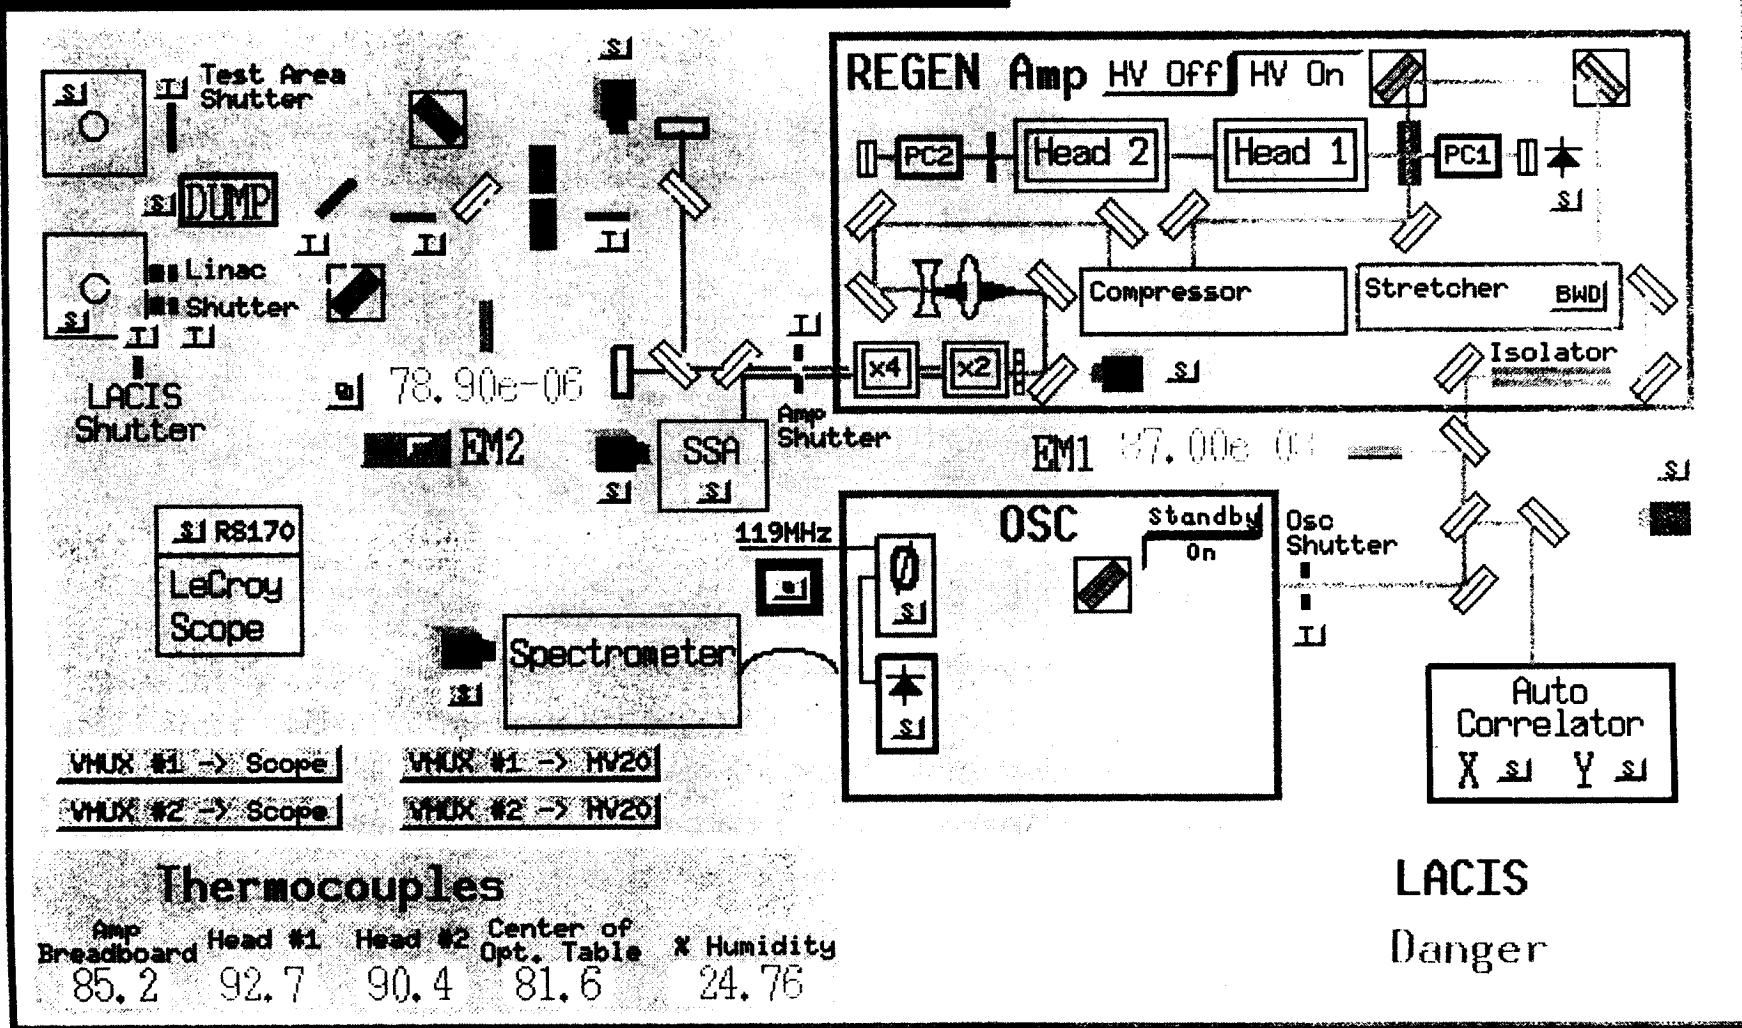 S
Test Area
Shutter
T
S
S
DUMP
T
T
T
Linac
Shutter
S
T
T
LACIS
Shutter
78.90e-06
EM2
REGEN Amp
HV Off
HV On
PC2
Head 2
Head 1
PC1
S
Compressor
Stretcher
BWD
T
x4
x2
S
Isolator
Amp
Shutter
SSA
S
S
EM1
S
S RS170
LeCroy
Scope
119MHz
OSC
Standby
On
Ø
S
S
Osc
Shutter
T
Spectrometer
S
Auto
Correlator
X S Y S
VMUX #1 -> Scope
VMUX #1 -> MV20
VMUX #2 -> Scope
VMUX #2 -> MV20
Thermocouples
Amp
Breadboard
Head #1
Head #2
Center of
Opt. Table
% Humidity
85.2
92.7
90.4
81.6
24.76
LACIS
Danger